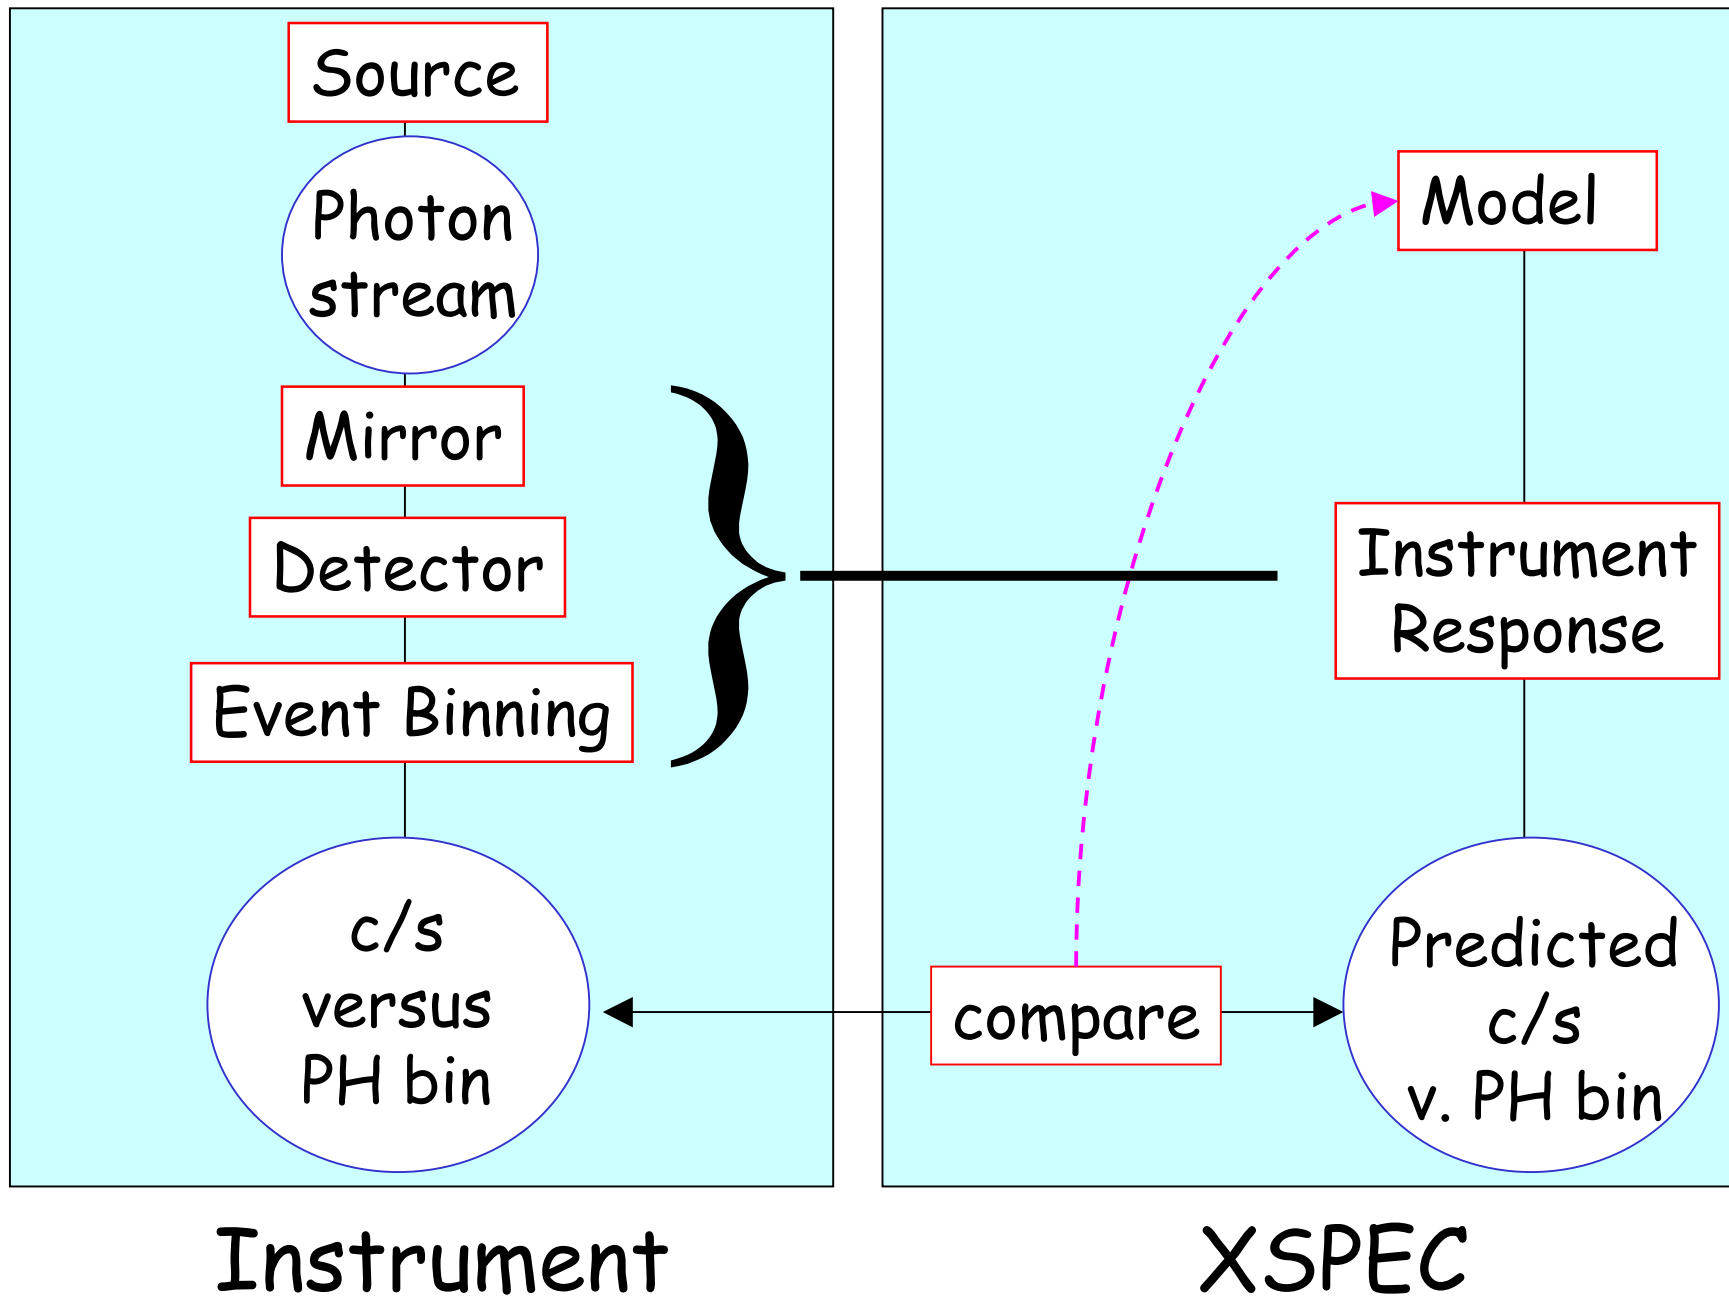 Source
Photon
stream
Mirror
Detector
Event Binning
c/s
versus
PH bin
Instrument
Model
Instrument
Response
compare
Predicted
c/s
v. PH bin
XSPEC